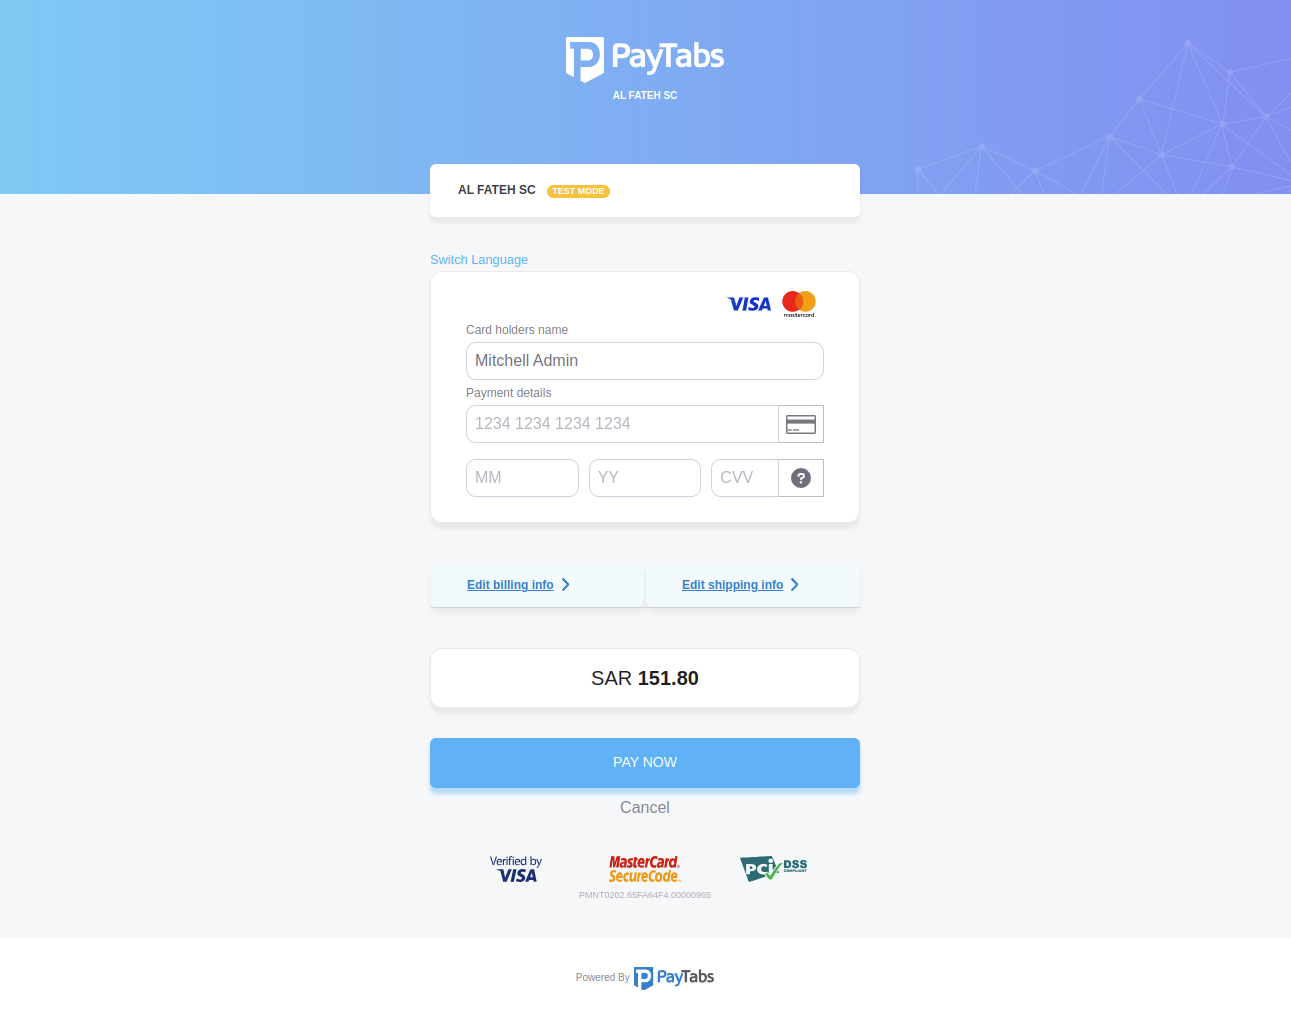 PayTabs
AL FATEH SC
AL FATEH SC TEST MODE
Switch Language
VISA mastercard.
Card holders name
Mitchell Admin
Payment details
1234 1234 1234 1234
MM YY CVV ?
Edit billing info Edit shipping info
SAR 151.80
PAY NOW
Cancel
Verified by VISA
MasterCard. SecureCode.
PCi DSS COMPLIANT
PMNT0202.65FA64F4.00000965
Powered By PayTabs